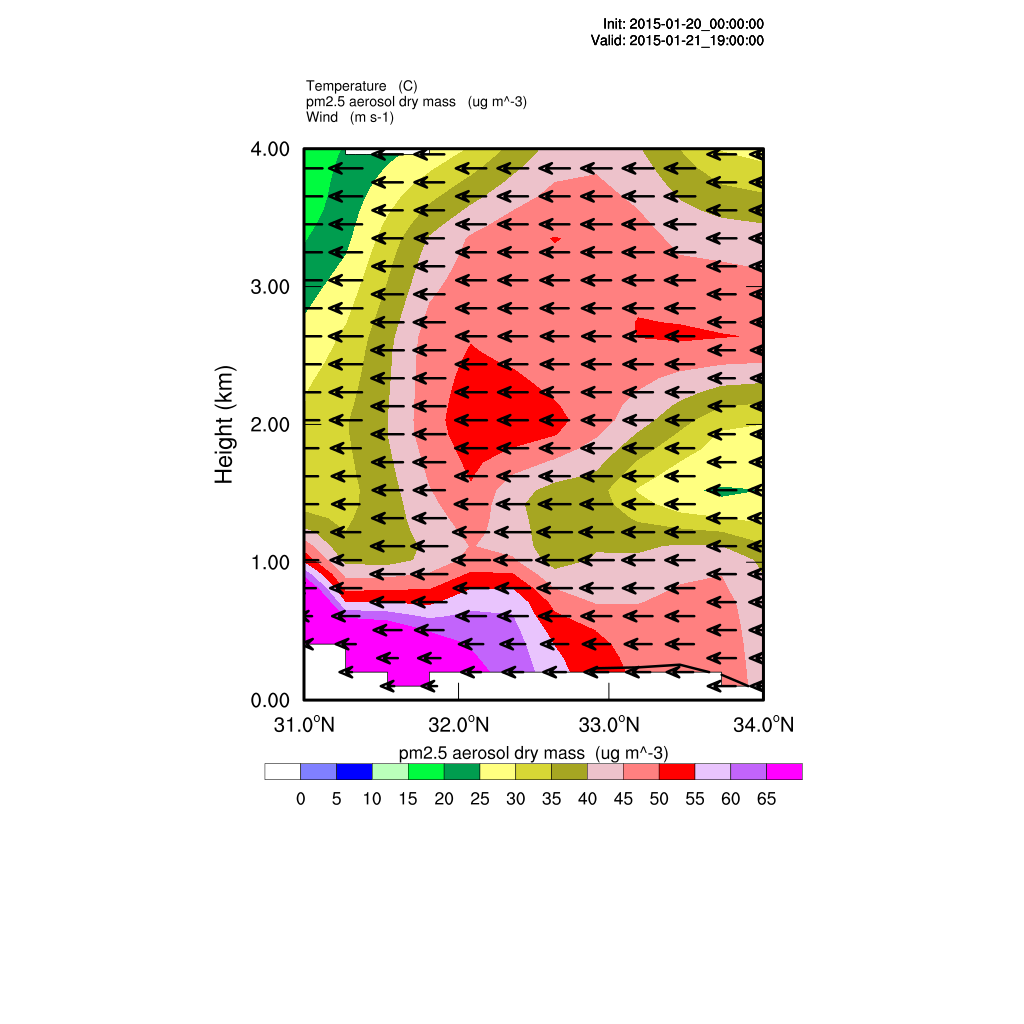 Init: 2015-01-20_00:00:00
Valid: 2015-01-21_19:00:00
Temperature (C)
pm2.5 aerosol dry mass (ug m^-3)
Wind (m s-1)
4.00
3.00
2.00
1.00
0.00
Height (km)
31.0°N 32.0°N 33.0°N 34.0°N
pm2.5 aerosol dry mass (ug m^-3)
0 5 10 15 20 25 30 35 40 45 50 55 60 65